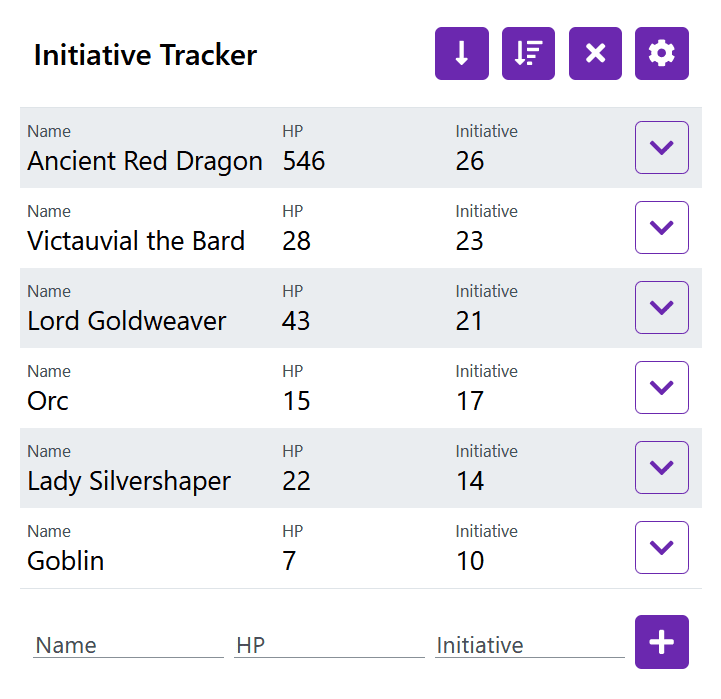 Initiative Tracker
Name HP Initiative
Ancient Red Dragon 546 26
Name HP Initiative
Victauvial the Bard 28 23
Name HP Initiative
Lord Goldweaver 43 21
Name HP Initiative
Orc 15 17
Name HP Initiative
Lady Silvershaper 22 14
Name HP Initiative
Goblin 7 10
Name HP Initiative